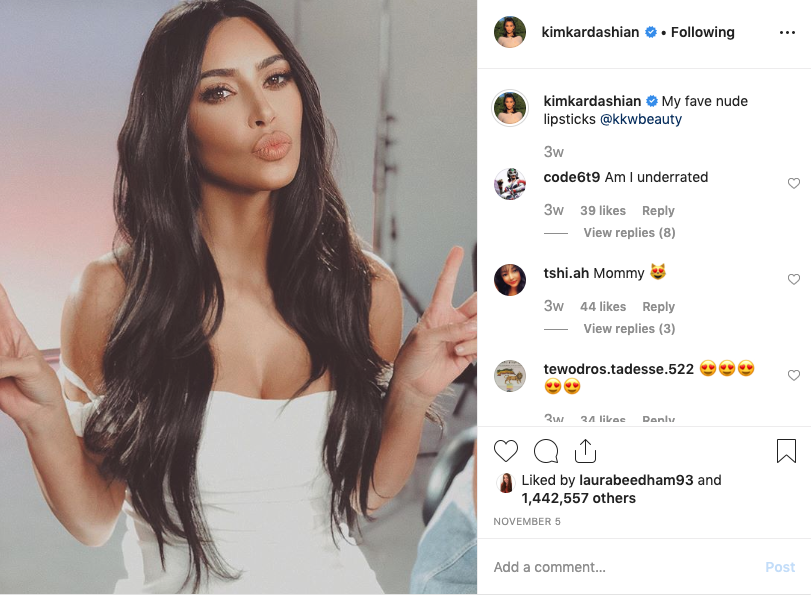 kimkardashian • Following
kimkardashian My fave nude
lipsticks @kkwbeauty
3w
code6t9 Am I underrated
3w 39 likes Reply
View replies (8)
tshi.ah Mommy 😻
3w 44 likes Reply
View replies (3)
tewodros.tadesse.522 😍😍😍
😍😍
3w 34 likes Reply
Liked by laurabeedham93 and
1,442,557 others
NOVEMBER 5
Add a comment... Post